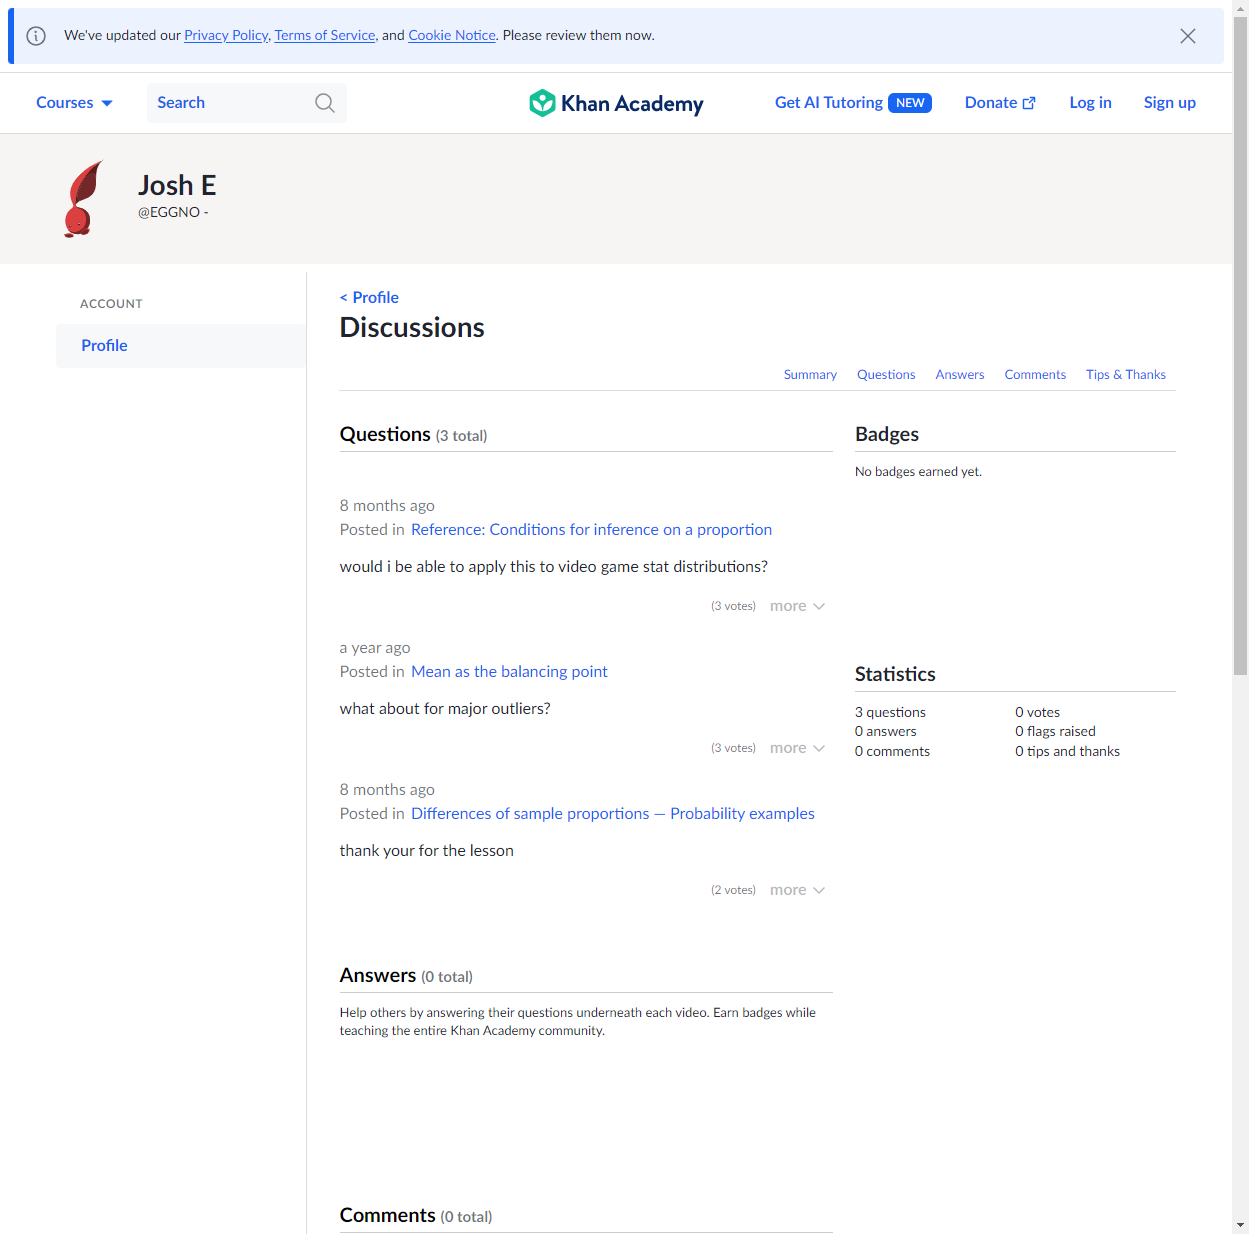 We've updated our Privacy Policy, Terms of Service, and Cookie Notice. Please review them now.
Courses
Search
Khan Academy
Get AI Tutoring NEW
Donate
Log in
Sign up
Josh E
@EGGNO -
ACCOUNT
Profile
< Profile
Discussions
Summary Questions Answers Comments Tips & Thanks
Questions (3 total)
8 months ago
Posted in Reference: Conditions for inference on a proportion
would i be able to apply this to video game stat distributions?
(3 votes) more
a year ago
Posted in Mean as the balancing point
what about for major outliers?
(3 votes) more
8 months ago
Posted in Differences of sample proportions — Probability examples
thank your for the lesson
(2 votes) more
Answers (0 total)
Help others by answering their questions underneath each video. Earn badges while
teaching the entire Khan Academy community.
Comments (0 total)
Badges
No badges earned yet.
Statistics
3 questions 0 votes
0 answers 0 flags raised
0 comments 0 tips and thanks